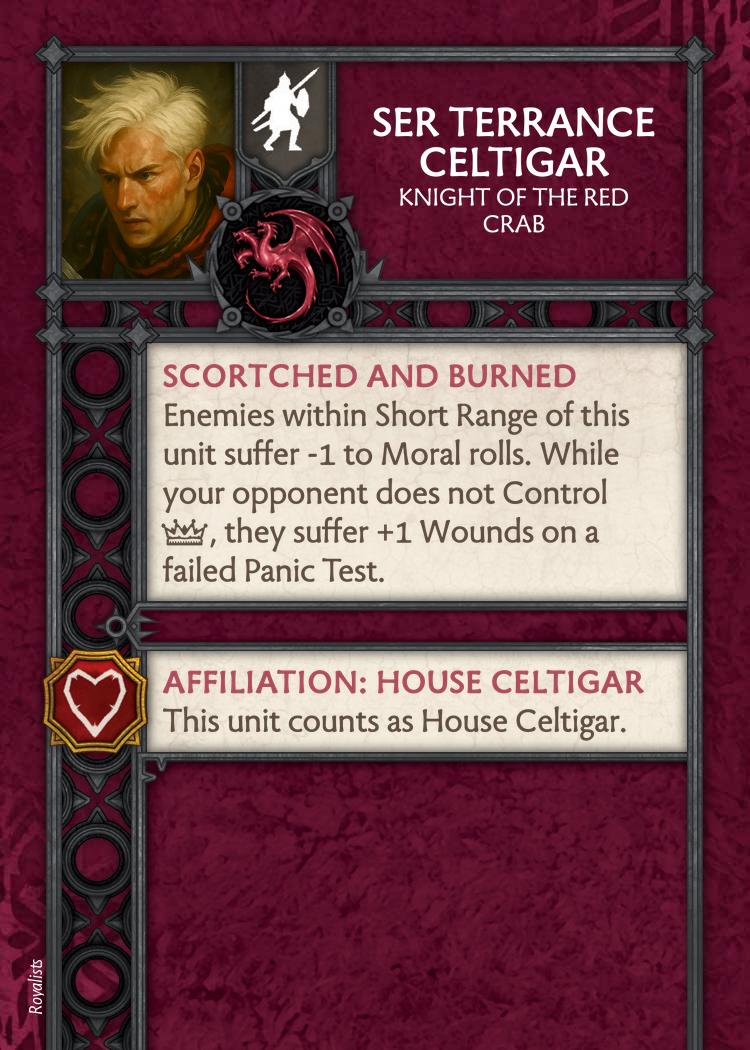 SER TERRANCE
CELTIGAR
KNIGHT OF THE RED
CRAB
SCORTCHED AND BURNED
Enemies within Short Range of this
unit suffer -1 to Moral rolls. While
your opponent does not Control
, they suffer +1 Wounds on a
failed Panic Test.
AFFILIATION: HOUSE CELTIGAR
This unit counts as House Celtigar.
Royalists